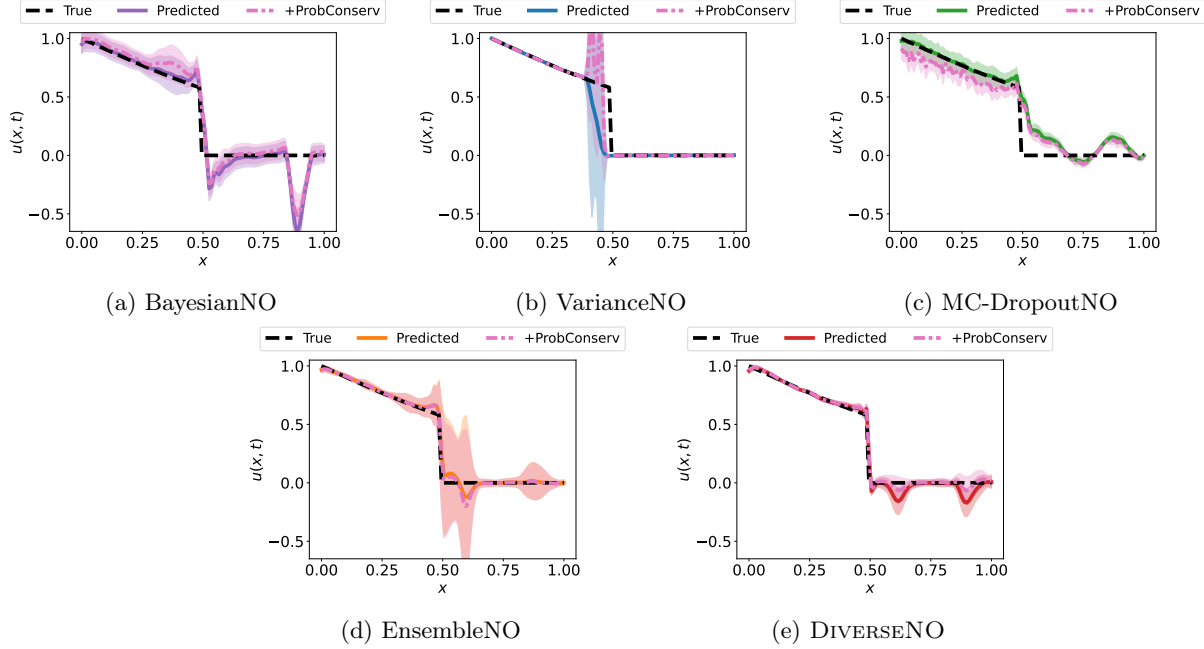 True Predicted +ProbConserv
True Predicted +ProbConserv
True Predicted +ProbConserv
1.0
0.5
0.0
−0.5
u(x, t)
0.00 0.25 0.50 0.75 1.00
x
1.0
0.5
0.0
−0.5
u(x, t)
0.00 0.25 0.50 0.75 1.00
x
1.0
0.5
0.0
−0.5
u(x, t)
0.00 0.25 0.50 0.75 1.00
x
(a) BayesianNO
(b) VarianceNO
(c) MC-DropoutNO
True Predicted +ProbConserv
True Predicted +ProbConserv
1.0
0.5
0.0
−0.5
u(x, t)
0.00 0.25 0.50 0.75 1.00
x
1.0
0.5
0.0
−0.5
u(x, t)
0.00 0.25 0.50 0.75 1.00
x
(d) EnsembleNO
(e) DIVERSENO